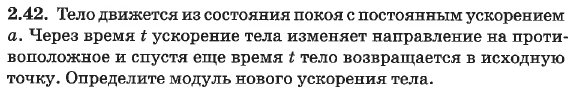 2.42. Тело движется из состояния покоя с постоянным ускорением
a. Через время t ускорение тела изменяет направление на проти-
воположное и спустя еще время t тело возвращается в исходную
точку. Определите модуль нового ускорения тела.